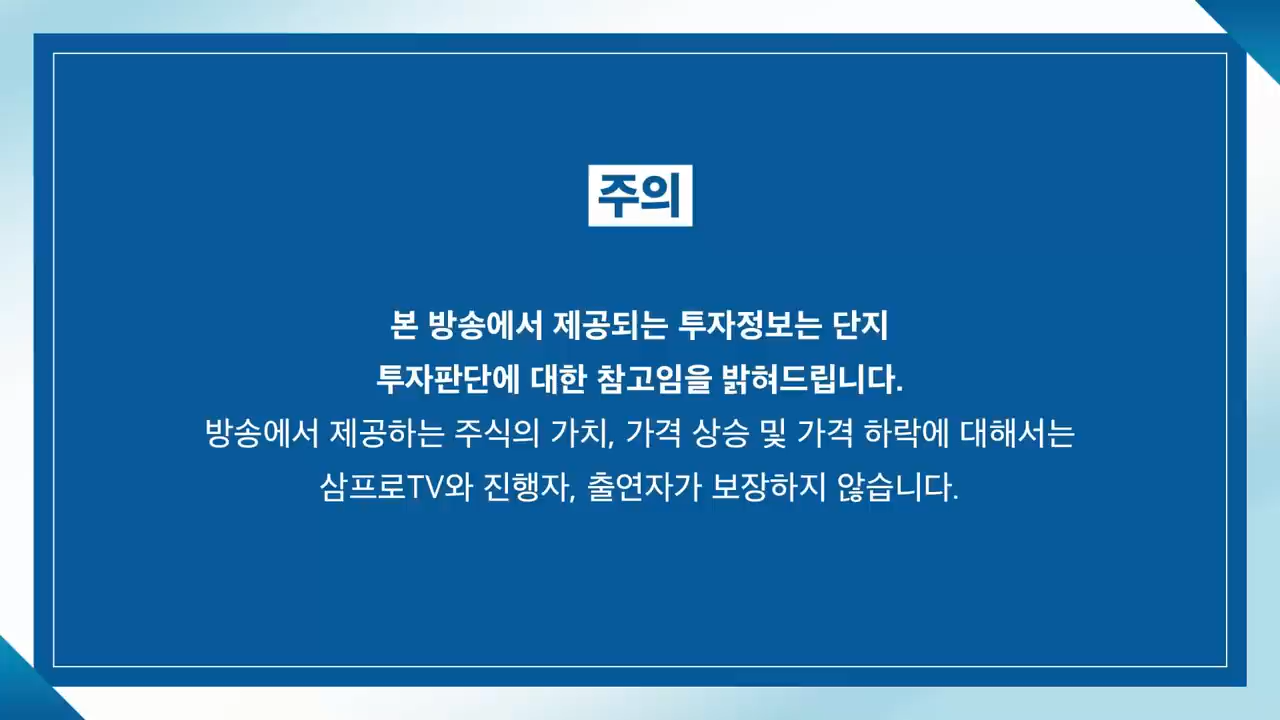 주의
본 방송에서 제공되는 투자정보는 단지
투자판단에 대한 참고임을 밝혀드립니다.
방송에서 제공하는 주식의 가치, 가격 상승 및 가격 하락에 대해서는
삼프로TV와 진행자, 출연자가 보장하지 않습니다.